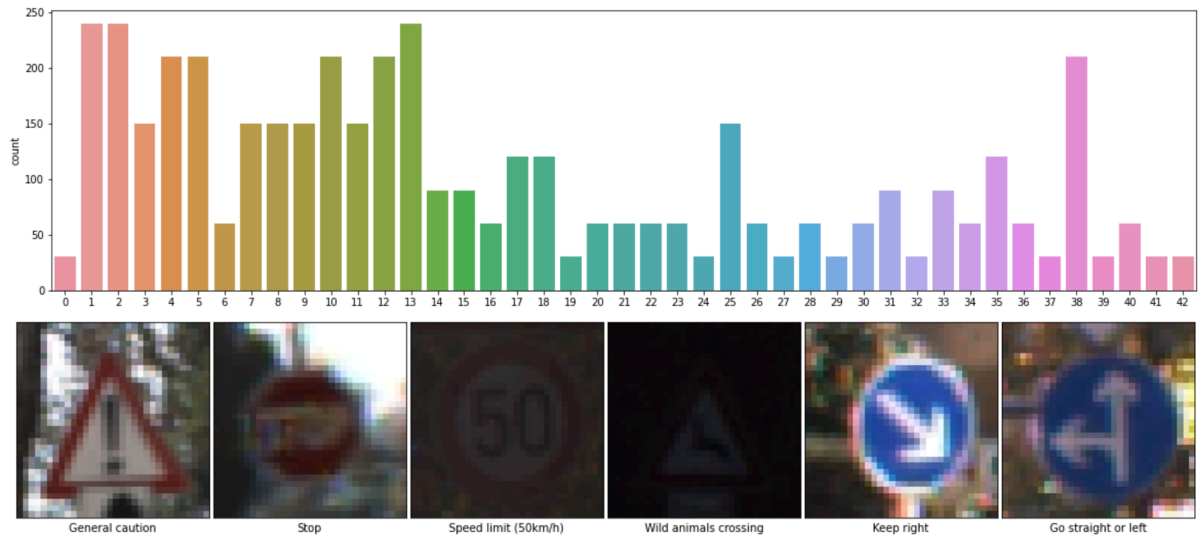 250
200
150
100
50
0
count
0 1 2 3 4 5 6 7 8 9 10 11 12 13 14 15 16 17 18 19 20 21 22 23 24 25 26 27 28 29 30 31 32 33 34 35 36 37 38 39 40 41 42
50
General caution Stop Speed limit (50km/h) Wild animals crossing Keep right Go straight or left